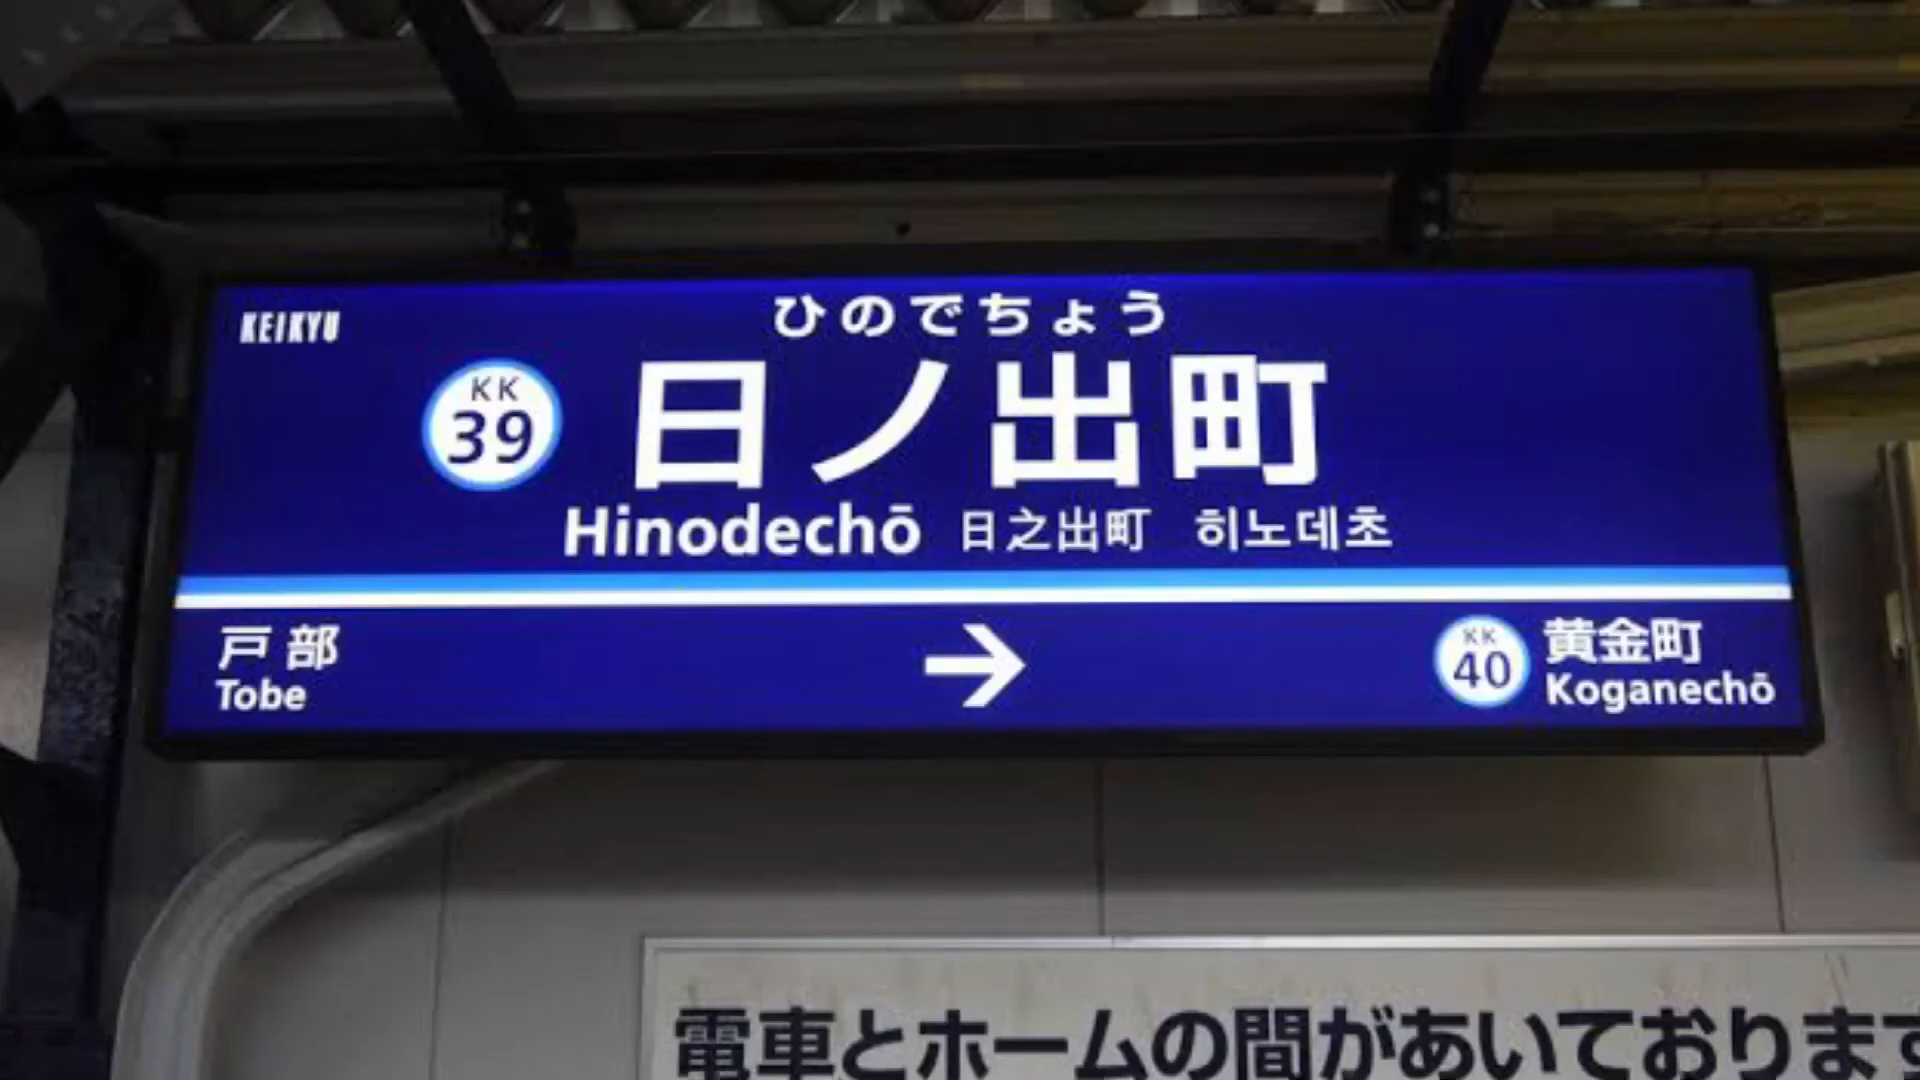 KEIKYU
ひのでちょう
KK
39
日ノ出町
Hinodechō 日之出町 히노데초
戸部
Tobe
→
KK
40
黄金町
Koganechō
電車とホームの間があいております